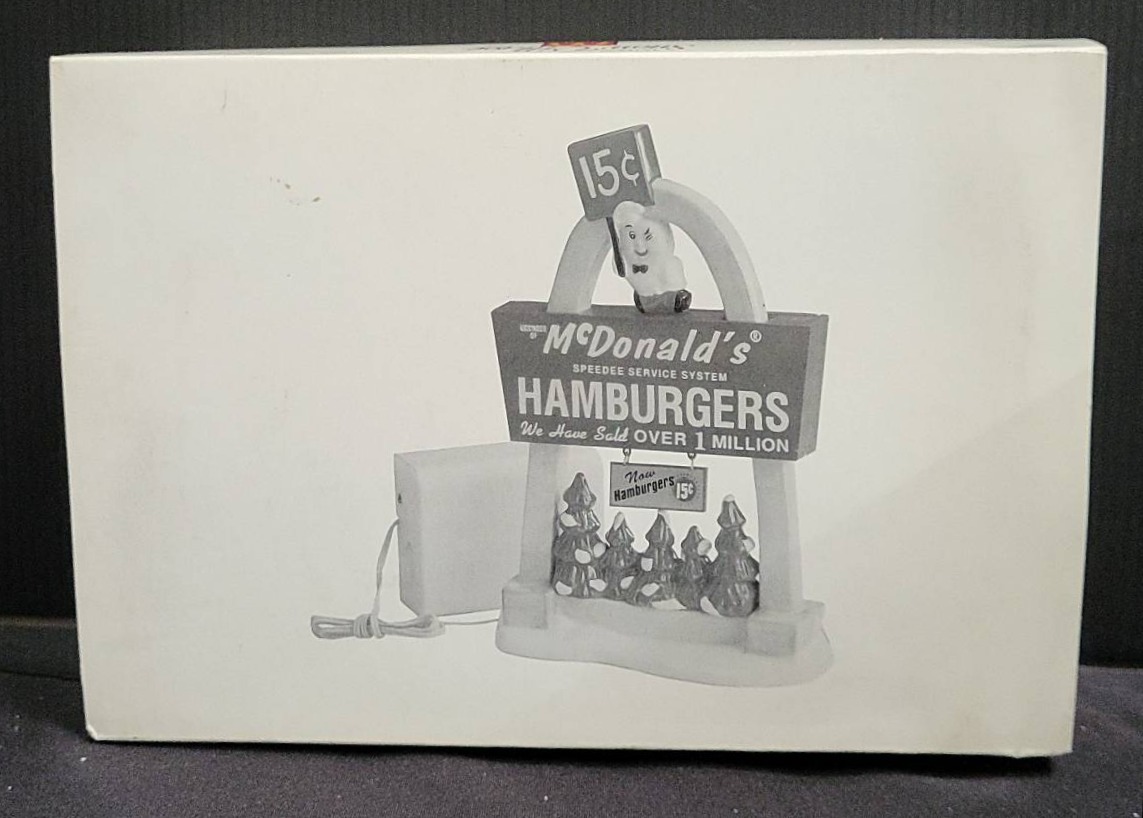 15¢
McDonald's®
SPEEDEE SERVICE SYSTEM
HAMBURGERS
We Have Sold OVER 1 MILLION
Now
Hamburgers 15¢